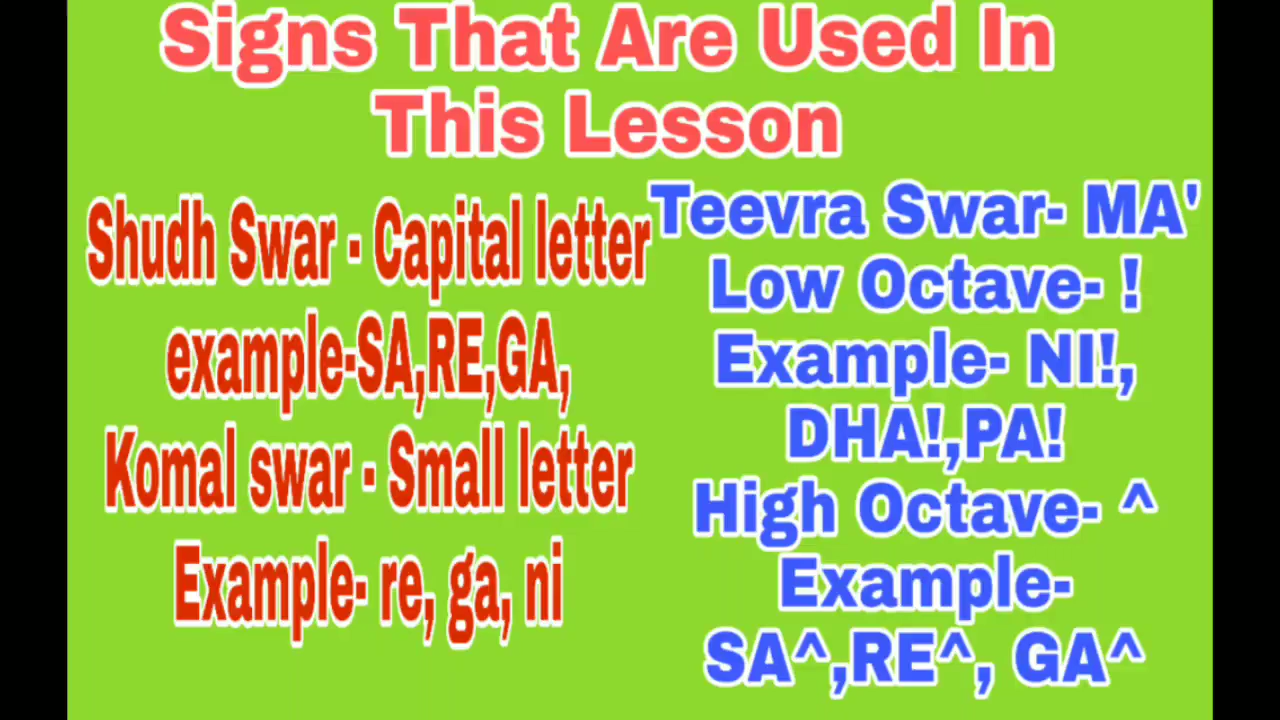 Signs That Are Used In
This Lesson
Shudh Swar - Capital letter
example-SA,RE,GA,
Komal swar - Small letter
Example- re, ga, ni
Teevra Swar- MA'
Low Octave- !
Example- NI!,
DHA!,PA!
High Octave- ^
Example-
SA^,RE^, GA^